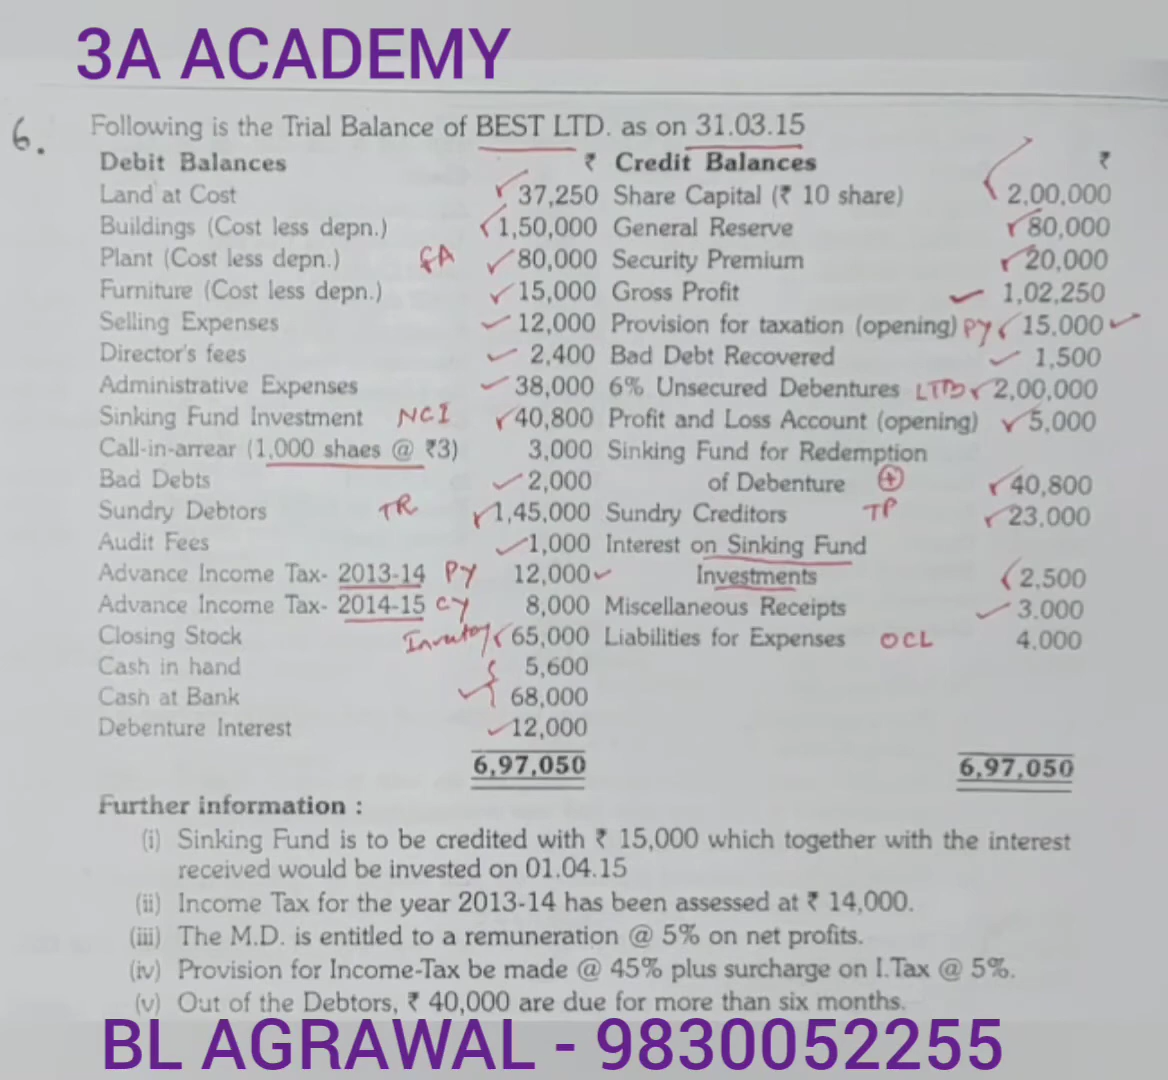 3A ACADEMY
6. Following is the Trial Balance of BEST LTD. as on 31.03.15
Debit Balances ₹ Credit Balances ₹
Land at Cost 37,250 Share Capital (₹ 10 share) 2,00,000
Buildings (Cost less depn.) 1,50,000 General Reserve 80,000
Plant (Cost less depn.) FA 80,000 Security Premium 20,000
Furniture (Cost less depn.) 15,000 Gross Profit 1,02,250
Selling Expenses 12,000 Provision for taxation (opening) PY 15.000
Director's fees 2,400 Bad Debt Recovered 1,500
Administrative Expenses 38,000 6% Unsecured Debentures LTB 2,00,000
Sinking Fund Investment NCI 40,800 Profit and Loss Account (opening) 5,000
Call-in-arrear (1,000 shaes @ ₹3) 3,000 Sinking Fund for Redemption
Bad Debts 2,000 of Debenture + 40,800
Sundry Debtors TR 1,45,000 Sundry Creditors TP 23,000
Audit Fees 1,000 Interest on Sinking Fund
Advance Income Tax- 2013-14 PY 12,000 Investments 2,500
Advance Income Tax- 2014-15 CY 8,000 Miscellaneous Receipts 3.000
Closing Stock Inventory 65,000 Liabilities for Expenses OCL 4.000
Cash in hand 5,600
Cash at Bank 68,000
Debenture Interest 12,000
6,97,050 6,97,050
Further information :
(i) Sinking Fund is to be credited with ₹ 15,000 which together with the interest
received would be invested on 01.04.15
(ii) Income Tax for the year 2013-14 has been assessed at ₹ 14,000.
(iii) The M.D. is entitled to a remuneration @ 5% on net profits.
(iv) Provision for Income-Tax be made @ 45% plus surcharge on I.Tax @ 5%.
(v) Out of the Debtors, ₹ 40,000 are due for more than six months.
BL AGRAWAL - 9830052255